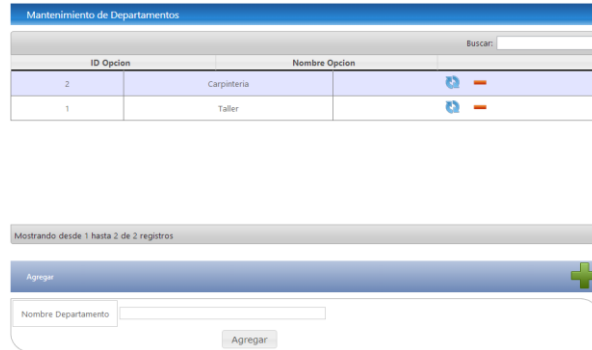 Mantenimiento de Departamentos
Buscar:
ID Opcion Nombre Opcion
2 Carpinteria
1 Taller
Mostrando desde 1 hasta 2 de 2 registros
Agregar
Nombre Departamento
Agregar